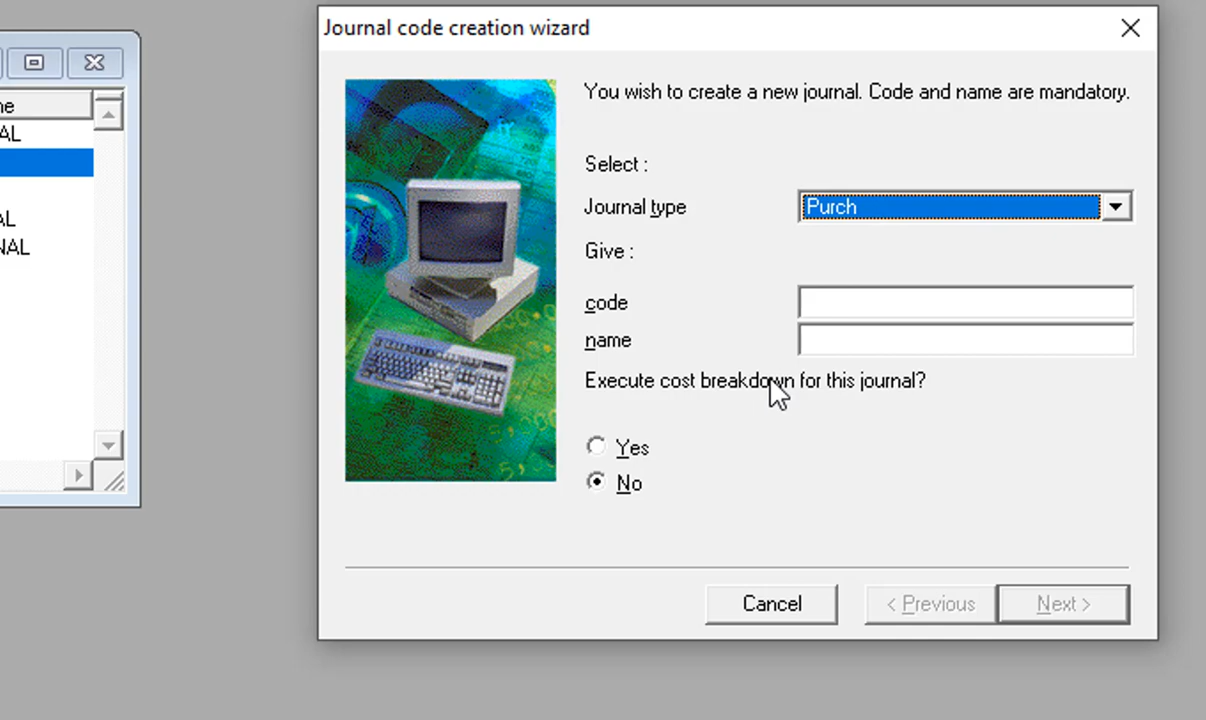 Journal code creation wizard
You wish to create a new journal. Code and name are mandatory.
Select :
Journal type
Purch
Give :
code
name
Execute cost breakdown for this journal?
Yes
No
Cancel
< Previous
Next >
ne
AL
AL
NAL